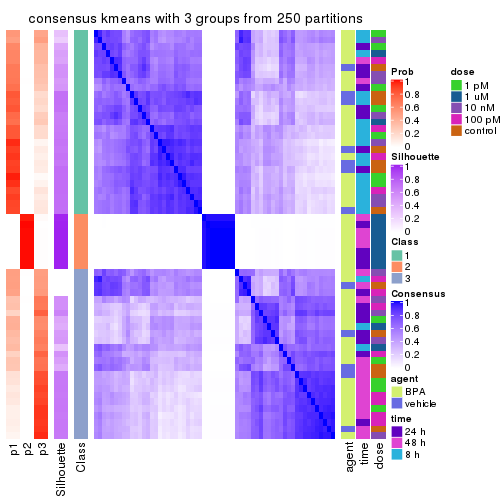 consensus kmeans with 3 groups from 250 partitions
p1
p2
p3
Silhouette
Class
agent
time
dose
Prob
1
0.8
0.6
0.4
0.2
0
Silhouette
1
0.8
0.6
0.4
0.2
0
Class
1
2
3
Consensus
1
0.8
0.6
0.4
0.2
0
agent
BPA
vehicle
time
24 h
48 h
8 h
dose
1 pM
1 uM
10 nM
100 pM
control